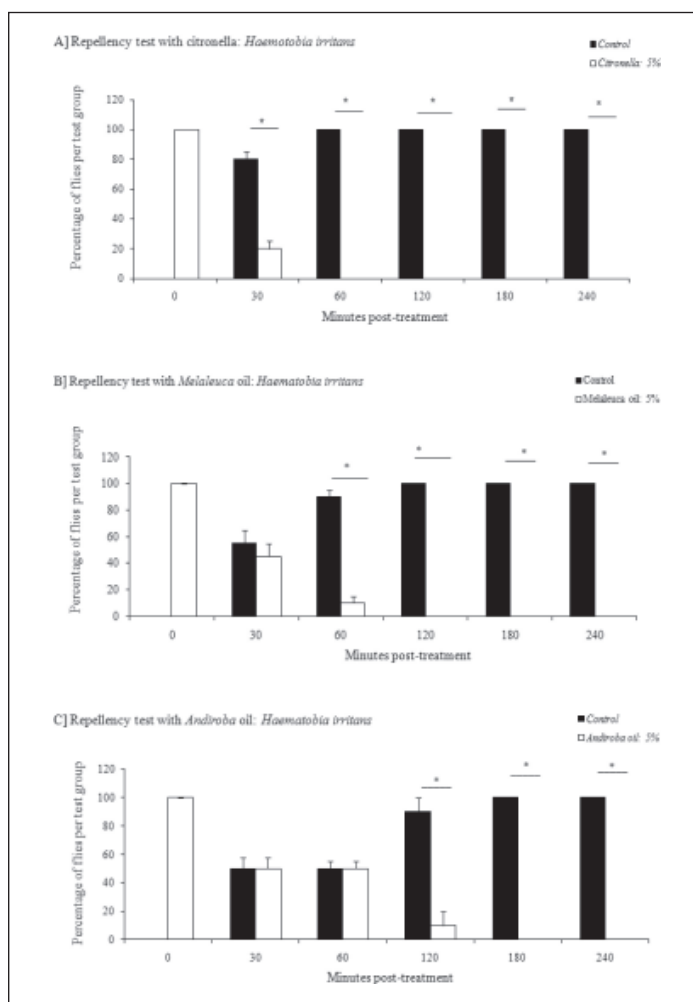 A] Repellency test with citronella: Haemotobia irritans
Control
Citronella: 5%
Percentage of flies per test group
120
100
80
60
40
20
0
* * * * *
0 30 60 120 180 240
Minutes post-treatment
B] Repellency test with Melaleuca oil: Haematobia irritans
Control
Melaleuca oil: 5%
Percentage of flies per test group
120
100
80
60
40
20
0
* * * *
0 30 60 120 180 240
Minutes post-treatment
C] Repellency test with Andiroba oil: Haematobia irritans
Control
Andiroba oil: 5%
Percentage of flies per test group
120
100
80
60
40
20
0
* * *
0 30 60 120 180 240
Minutes post-treatment